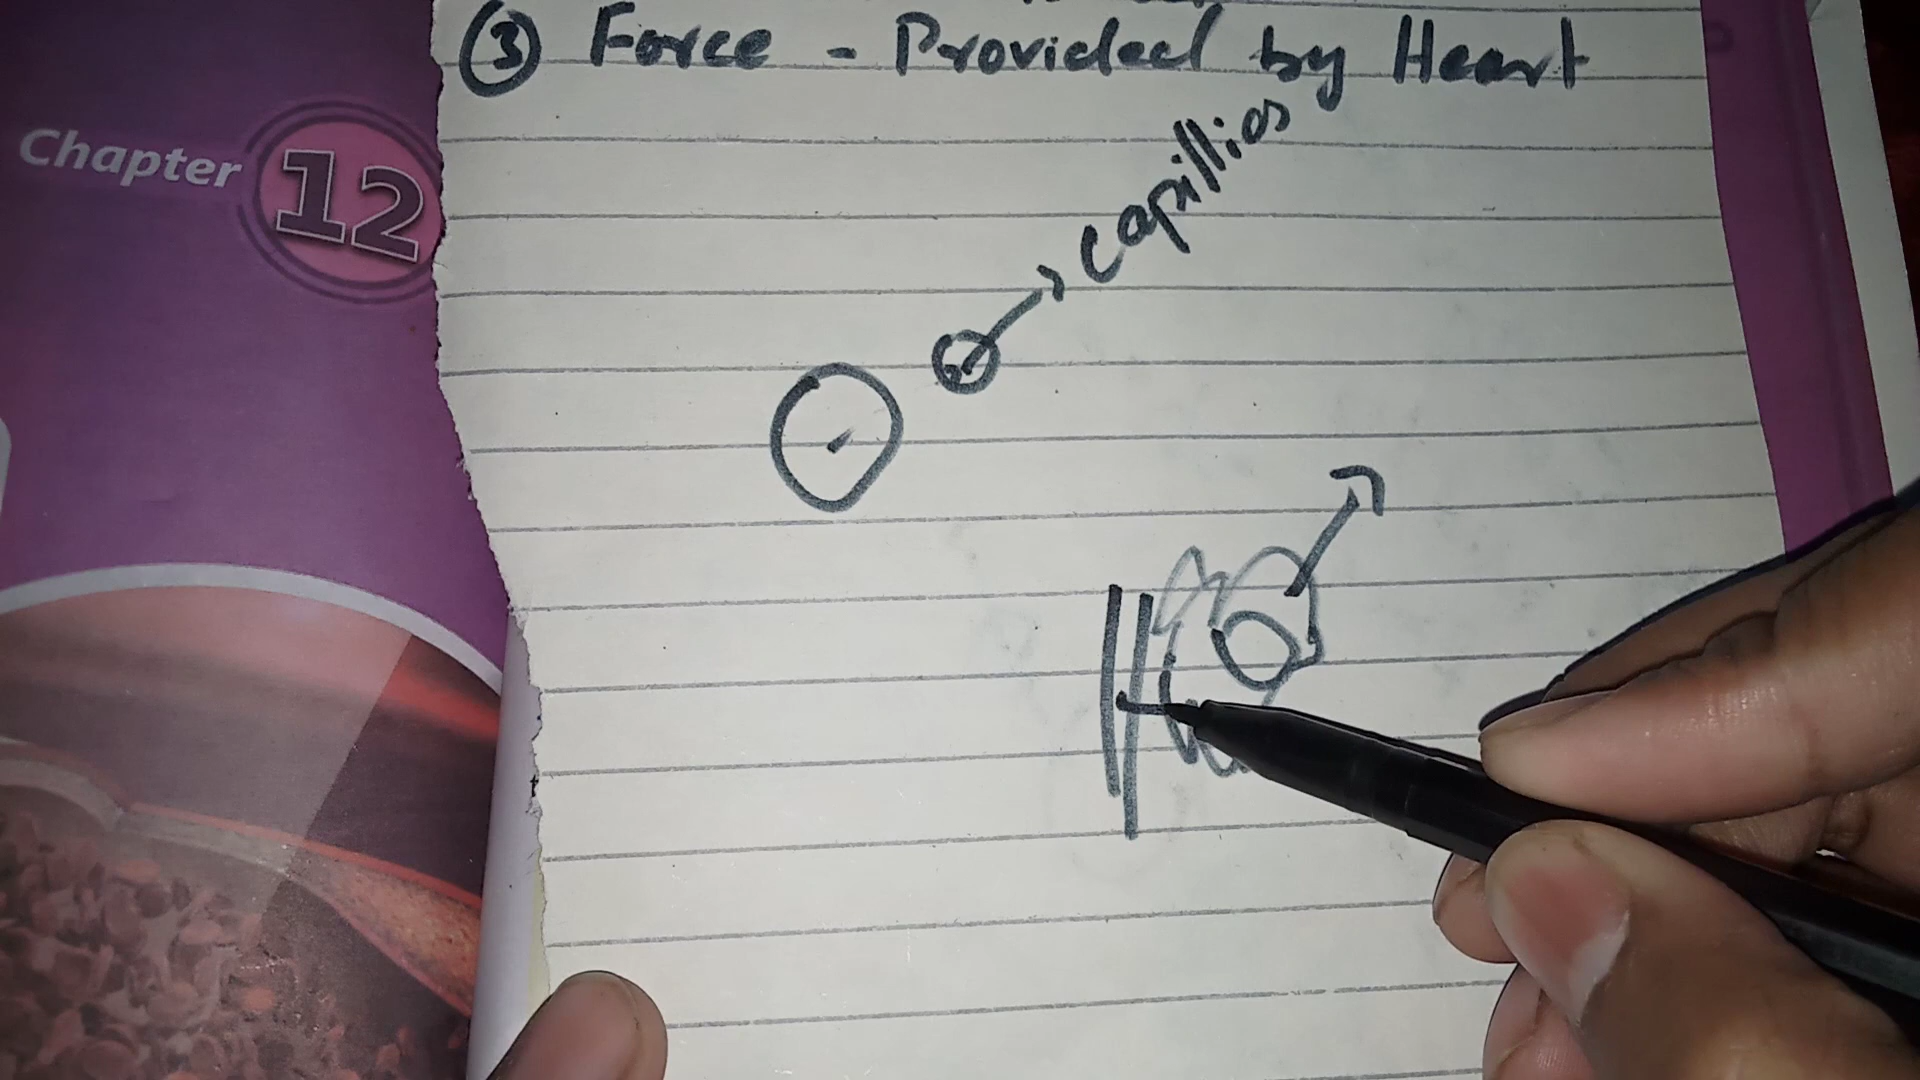 ③ Force - Provided by Heart
Chapter 12
capillies